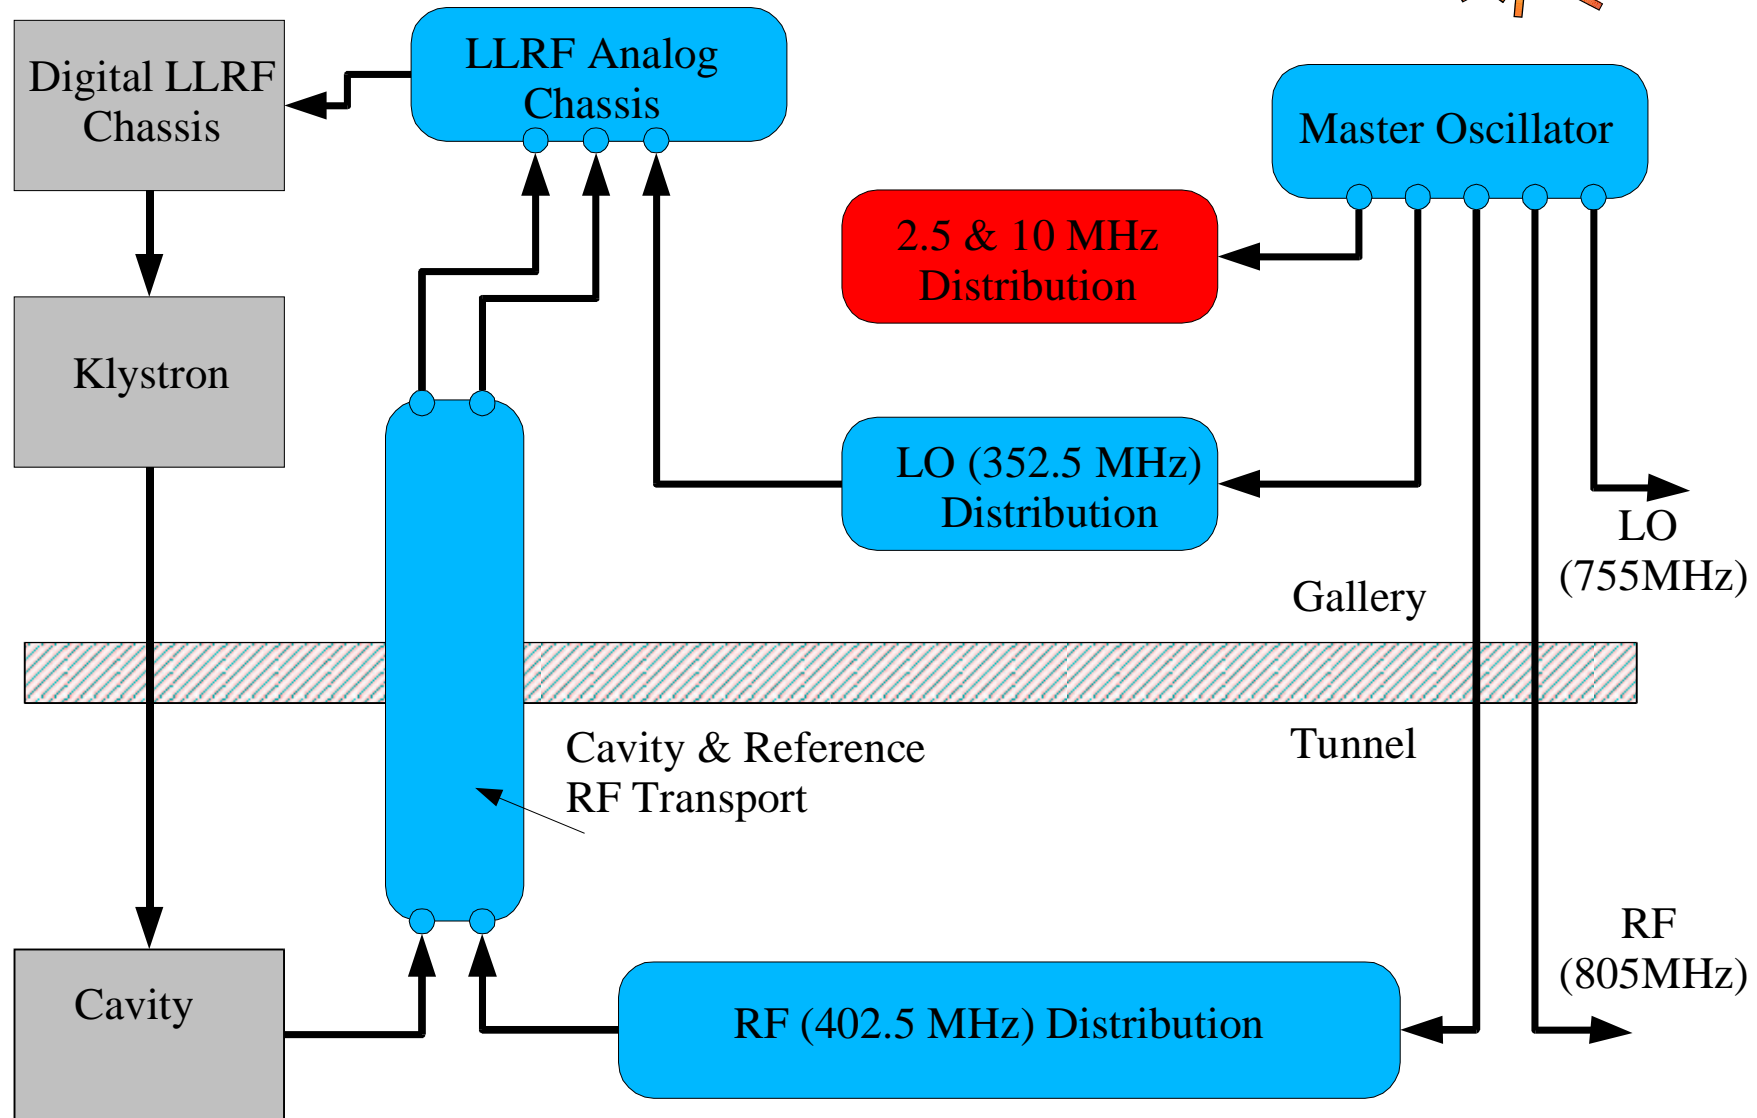 Digital LLRF
Chassis
LLRF Analog
Chassis
Master Oscillator
2.5 & 10 MHz
Distribution
Klystron
LO (352.5 MHz)
Distribution
LO
(755MHz)
Gallery
Tunnel
Cavity & Reference
RF Transport
RF
(805MHz)
Cavity
RF (402.5 MHz) Distribution